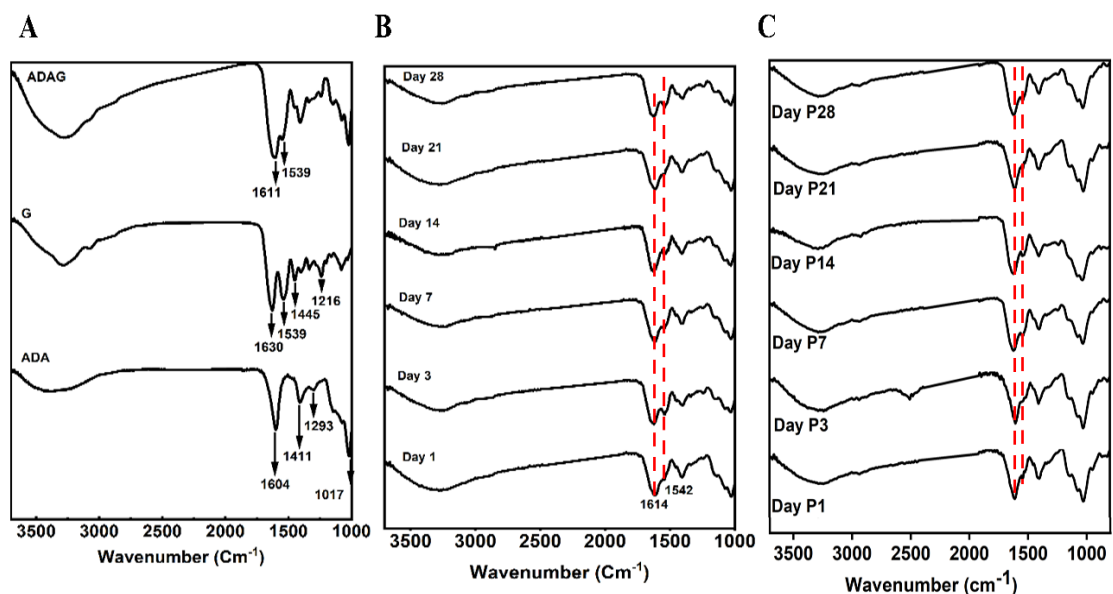 A
ADAG
1539
1611
G
1216
1445
1539
1630
ADA
1293
1411
1604
1017
3500 3000 2500 2000 1500 1000
Wavenumber (Cm-1)
B
Day 28
Day 21
Day 14
Day 7
Day 3
Day 1
1542
1614
3500 3000 2500 2000 1500 1000
Wavenumber (Cm-1)
C
Day P28
Day P21
Day P14
Day P7
Day P3
Day P1
3500 3000 2500 2000 1500 1000
Wavenumber (cm-1)